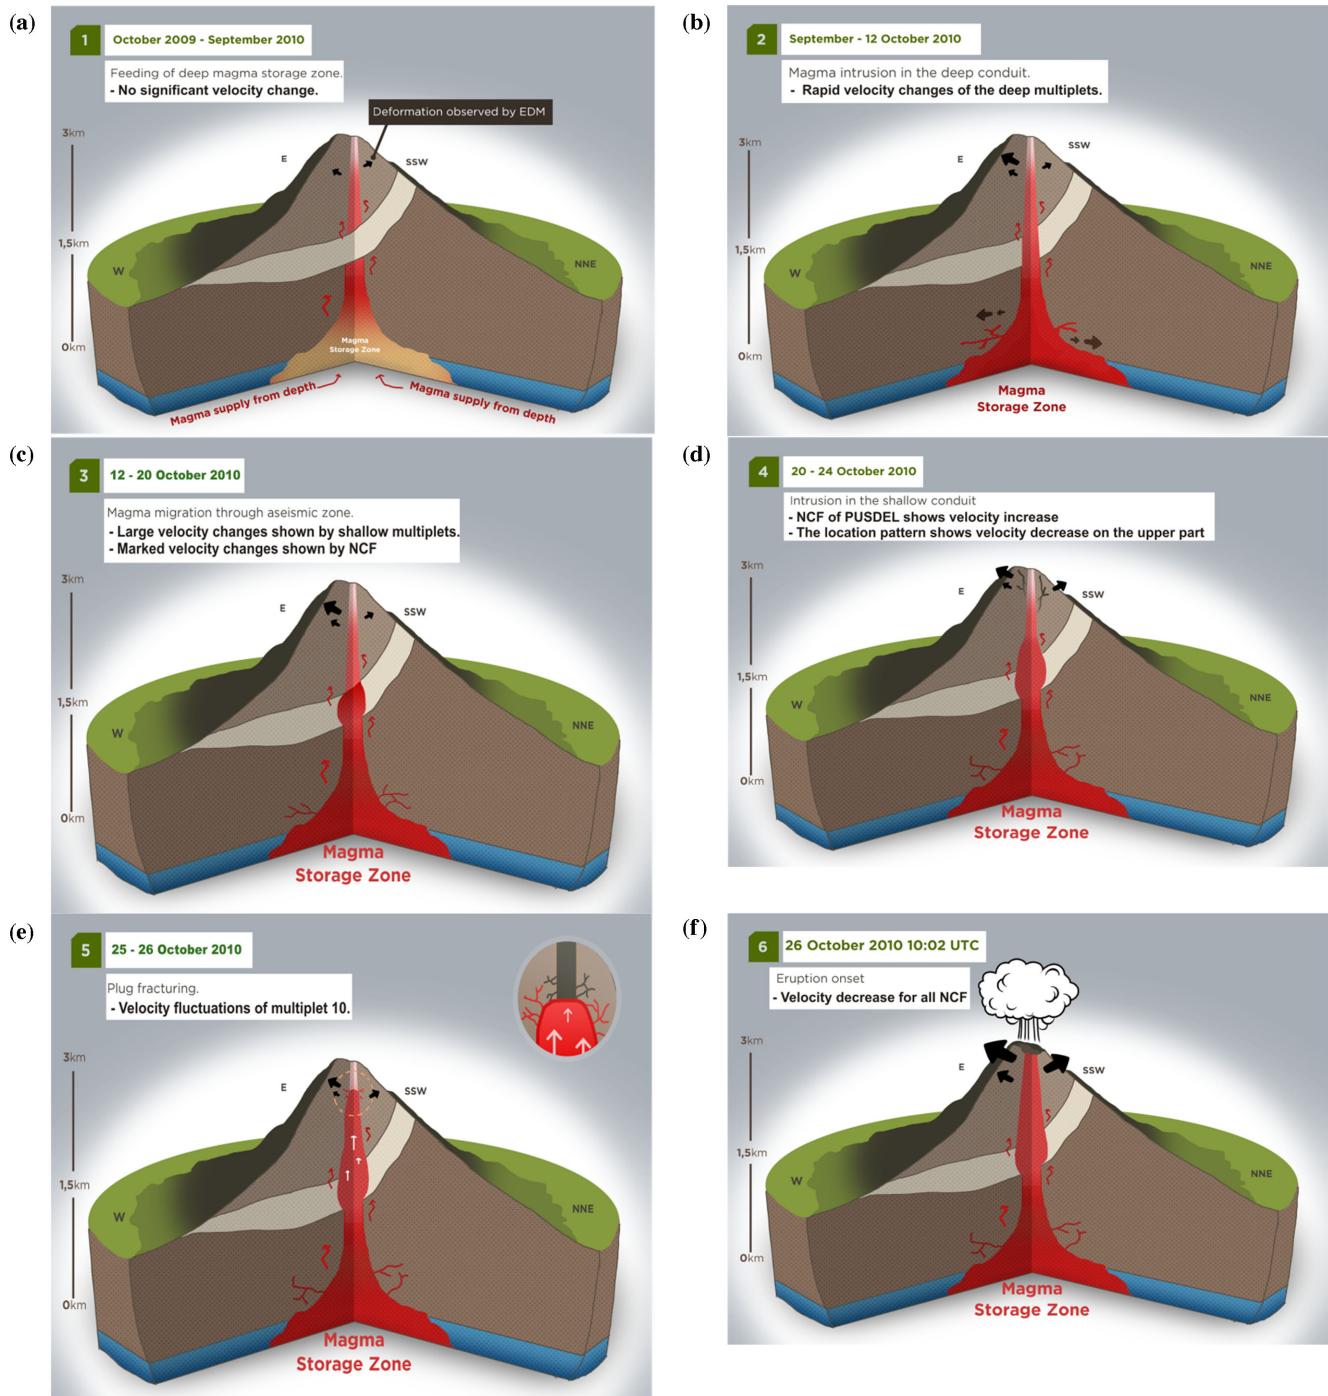 (a)
1
October 2009 - September 2010
Feeding of deep magma storage zone.
- No significant velocity change.
Deformation observed by EDM
3km
E
SSW
1,5km
W
NNE
0km
Magma
Storage Zone
Magma supply from depth
Magma supply from depth
(b)
2
September - 12 October 2010
Magma intrusion in the deep conduit.
- Rapid velocity changes of the deep multiplets.
3km
E
SSW
1,5km
W
NNE
0km
Magma
Storage Zone
(c)
3
12 - 20 October 2010
Magma migration through aseismic zone.
- Large velocity changes shown by shallow multiplets.
- Marked velocity changes shown by NCF
3km
E
SSW
1,5km
W
NNE
0km
Magma
Storage Zone
(d)
4
20 - 24 October 2010
Intrusion in the shallow conduit
- NCF of PUSDEL shows velocity increase
- The location pattern shows velocity decrease on the upper part
3km
E
SSW
1,5km
W
NNE
0km
Magma
Storage Zone
(e)
5
25 - 26 October 2010
Plug fracturing.
- Velocity fluctuations of multiplet 10.
3km
E
SSW
1,5km
W
NNE
0km
Magma
Storage Zone
(f)
6
26 October 2010 10:02 UTC
Eruption onset
- Velocity decrease for all NCF
3km
E
SSW
1,5km
W
NNE
0km
Magma
Storage Zone